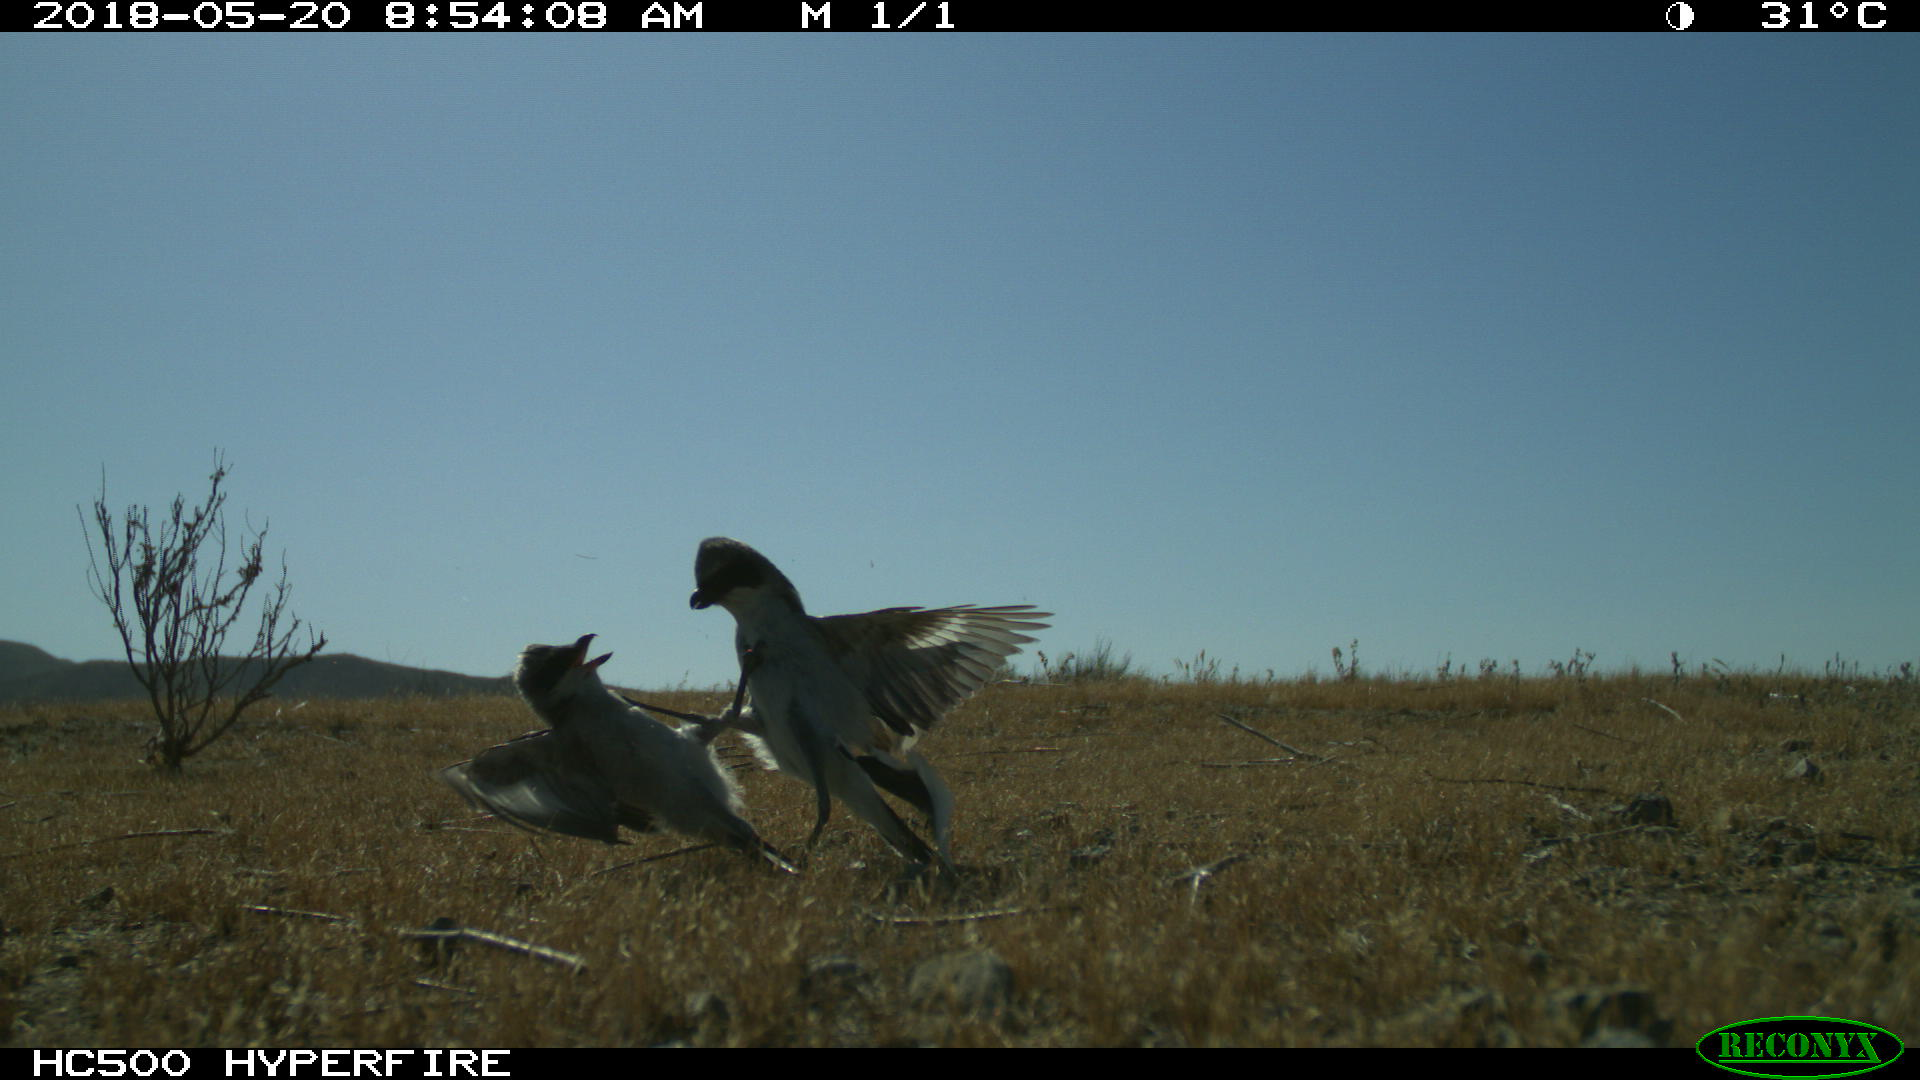 2018-05-20 8:54:08 AM M 1/1 31°C
HC500 HYPERFIRE
RECONYX